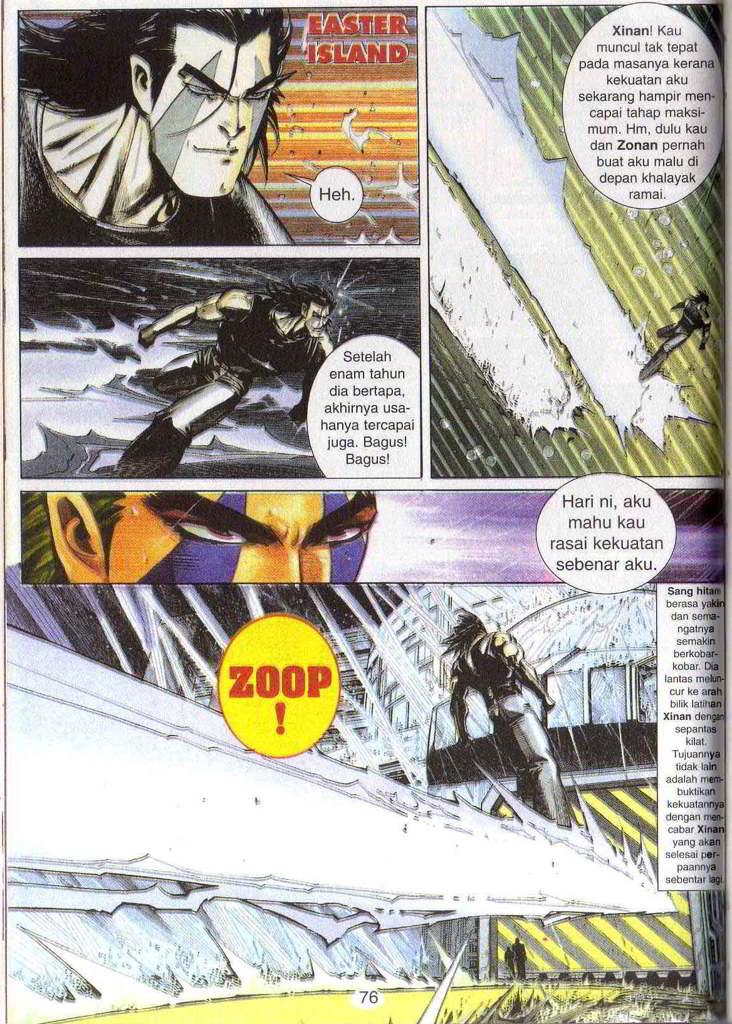 EASTER
ISLAND
Heh.
Xinan! Kau
muncul tak tepat
pada masanya kerana
kekuatan aku
sekarang hampir men-
capai tahap maksi-
mum. Hm, dulu kau
dan Zonan pernah
buat aku malu di
depan khalayak
ramai.
Setelah
enam tahun
dia bertapa,
akhirnya usa-
hanya tercapai
juga. Bagus!
Bagus!
Hari ni, aku
mahu kau
rasai kekuatan
sebenar aku.
Sang hitam
berasa yakin
dan sema-
ngatnya
semakin
berkobar-
kobar. Dia
lantas melun-
cur ke arah
bilik latihan
Xinan dengan
sepantas
kilat.
Tujuannya
tidak lain
adalah mem-
buktikan
kekuatannya
dengan men-
cabar Xinan
yang akan
selesai per-
paannya
sebentar lagi.
ZOOP
!
76